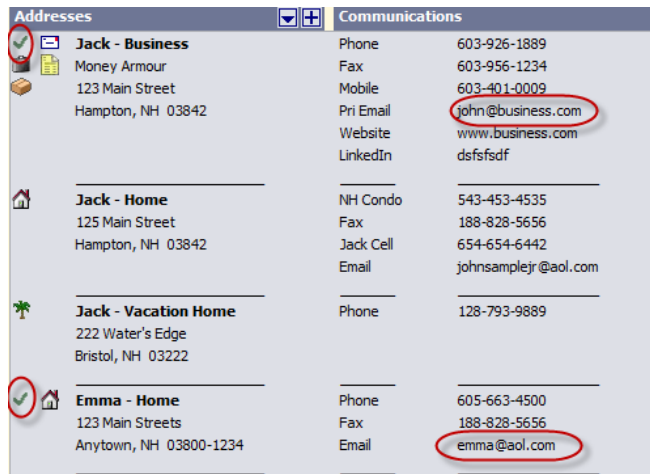 Addresses Communications
Jack - Business Phone 603-926-1889
Money Armour Fax 603-956-1234
123 Main Street Mobile 603-401-0009
Hampton, NH 03842 Pri Email john@business.com
Website www.business.com
LinkedIn dsfsfsdf
Jack - Home NH Condo 543-453-4535
125 Main Street Fax 188-828-5656
Hampton, NH 03842 Jack Cell 654-654-6442
Email johnsamplejr@aol.com
Jack - Vacation Home Phone 128-793-9889
222 Water's Edge
Bristol, NH 03222
Emma - Home Phone 605-663-4500
123 Main Streets Fax 188-828-5656
Anytown, NH 03800-1234 Email emma@aol.com